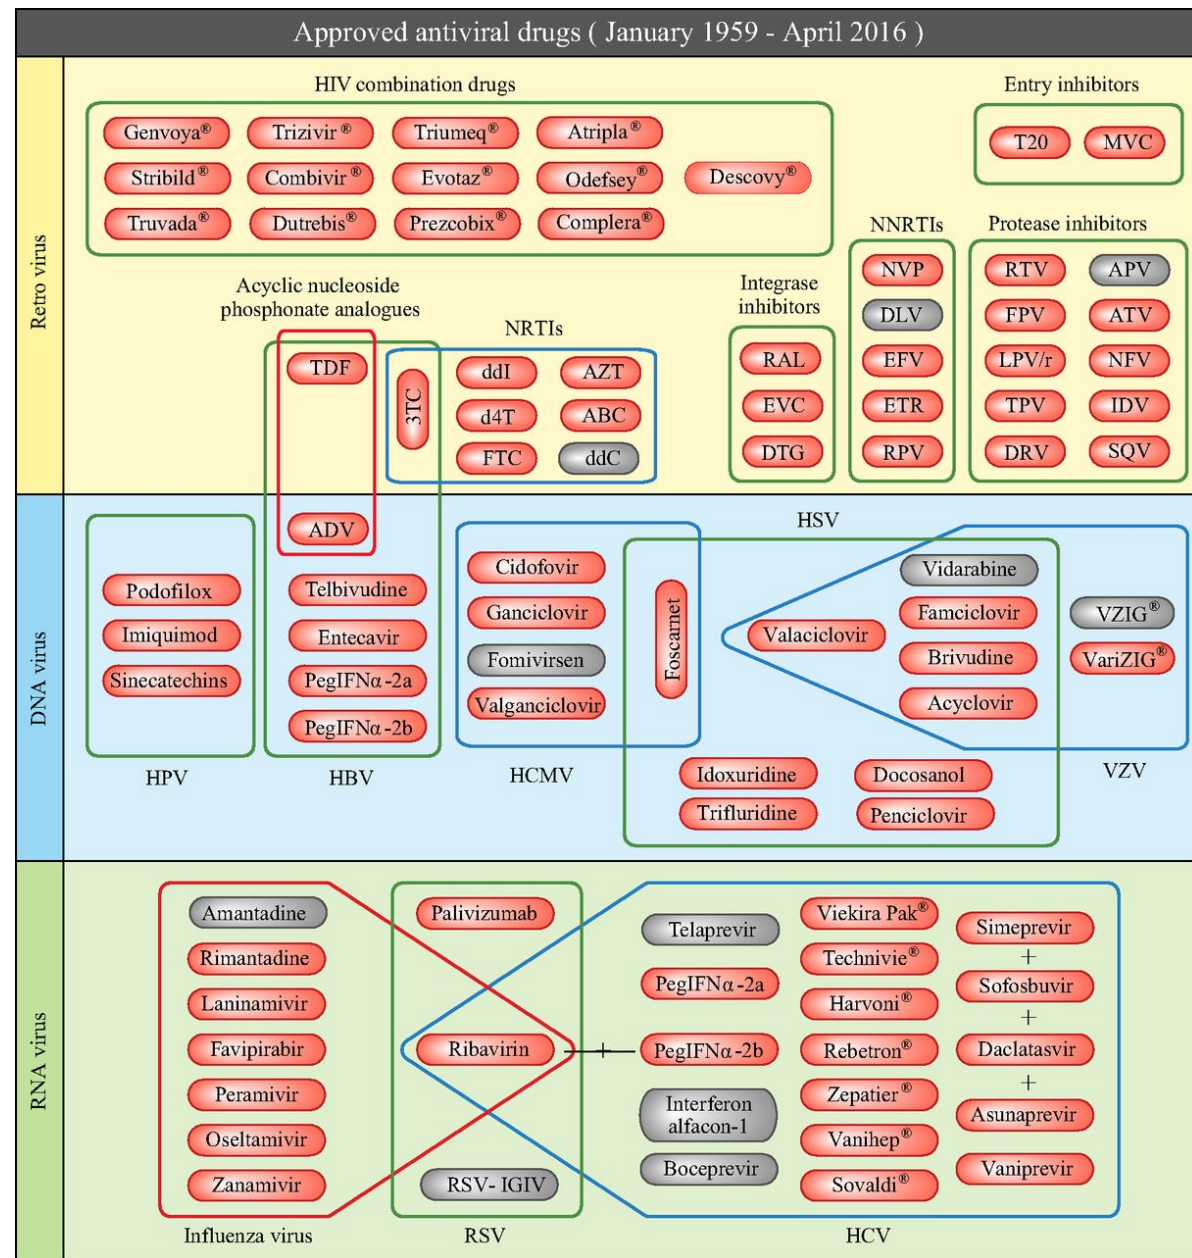 Approved antiviral drugs ( January 1959 - April 2016 )
Retro virus
HIV combination drugs
Genvoya®
Trizivir®
Triumeq®
Atripla®
Stribild®
Combivir®
Evotaz®
Odefsey®
Descovy®
Truvada®
Dutrebis®
Prezcobix®
Complera®
Entry inhibitors
T20
MVC
Acyclic nucleoside
phosphonate analogues
TDF
ADV
NRTIs
3TC
ddI
AZT
d4T
ABC
FTC
ddC
Integrase
inhibitors
RAL
EVC
DTG
NNRTIs
NVP
DLV
EFV
ETR
RPV
Protease inhibitors
RTV
APV
FPV
ATV
LPV/r
NFV
TPV
IDV
DRV
SQV
DNA virus
Podofilox
Imiquimod
Sinecatechins
HPV
Telbivudine
Entecavir
PegIFNα-2a
PegIFNα-2b
HBV
Cidofovir
Ganciclovir
Fomivirsen
Valganciclovir
HCMV
Foscarnet
HSV
Valaciclovir
Vidarabine
Famciclovir
Brivudine
Acyclovir
VZIG®
VariZIG®
VZV
Idoxuridine
Docosanol
Trifluridine
Penciclovir
RNA virus
Amantadine
Rimantadine
Laninamivir
Favipirabir
Peramivir
Oseltamivir
Zanamivir
Influenza virus
Palivizumab
Ribavirin
RSV- IGIV
RSV
+
Telaprevir
PegIFNα-2a
PegIFNα-2b
Interferon
alfacon-1
Boceprevir
Viekira Pak®
Technivie®
Harvoni®
Rebetron®
Zepatier®
Vanihep®
Sovaldi®
Simeprevir
+
Sofosbuvir
+
Daclatasvir
+
Asunaprevir
Vaniprevir
HCV